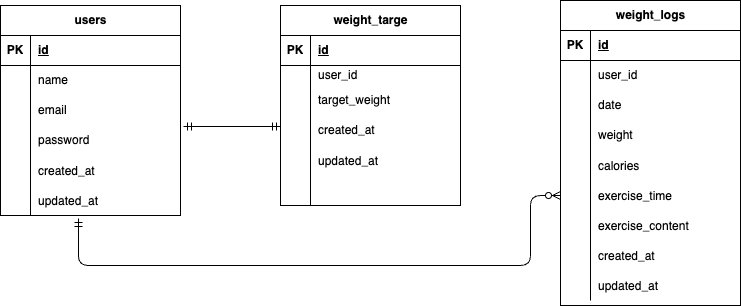 users
PK id
name
email
password
created_at
updated_at
weight_targe
PK id
user_id
target_weight
created_at
updated_at
weight_logs
PK id
user_id
date
weight
calories
exercise_time
exercise_content
created_at
updated_at